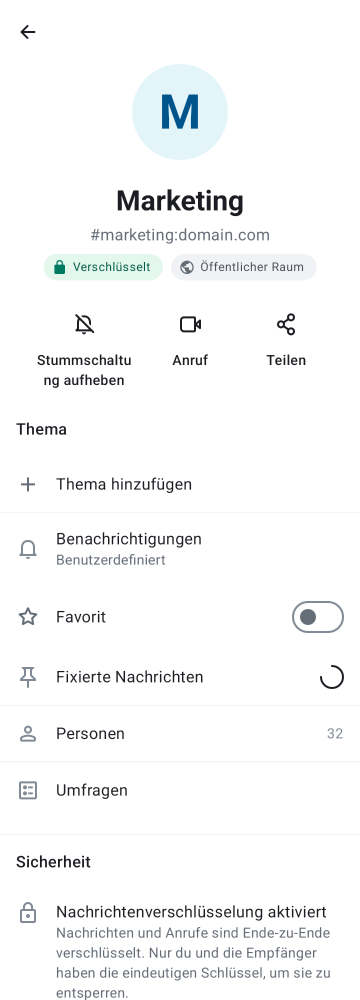 M
Marketing
#marketing:domain.com
Verschlüsselt
Öffentlicher Raum
Stummschaltu
ng aufheben
Anruf
Teilen
Thema
Thema hinzufügen
Benachrichtigungen
Benutzerdefiniert
Favorit
Fixierte Nachrichten
Personen 32
Umfragen
Sicherheit
Nachrichtenverschlüsselung aktiviert
Nachrichten und Anrufe sind Ende-zu-Ende
verschlüsselt. Nur du und die Empfänger
haben die eindeutigen Schlüssel, um sie zu
entsperren.